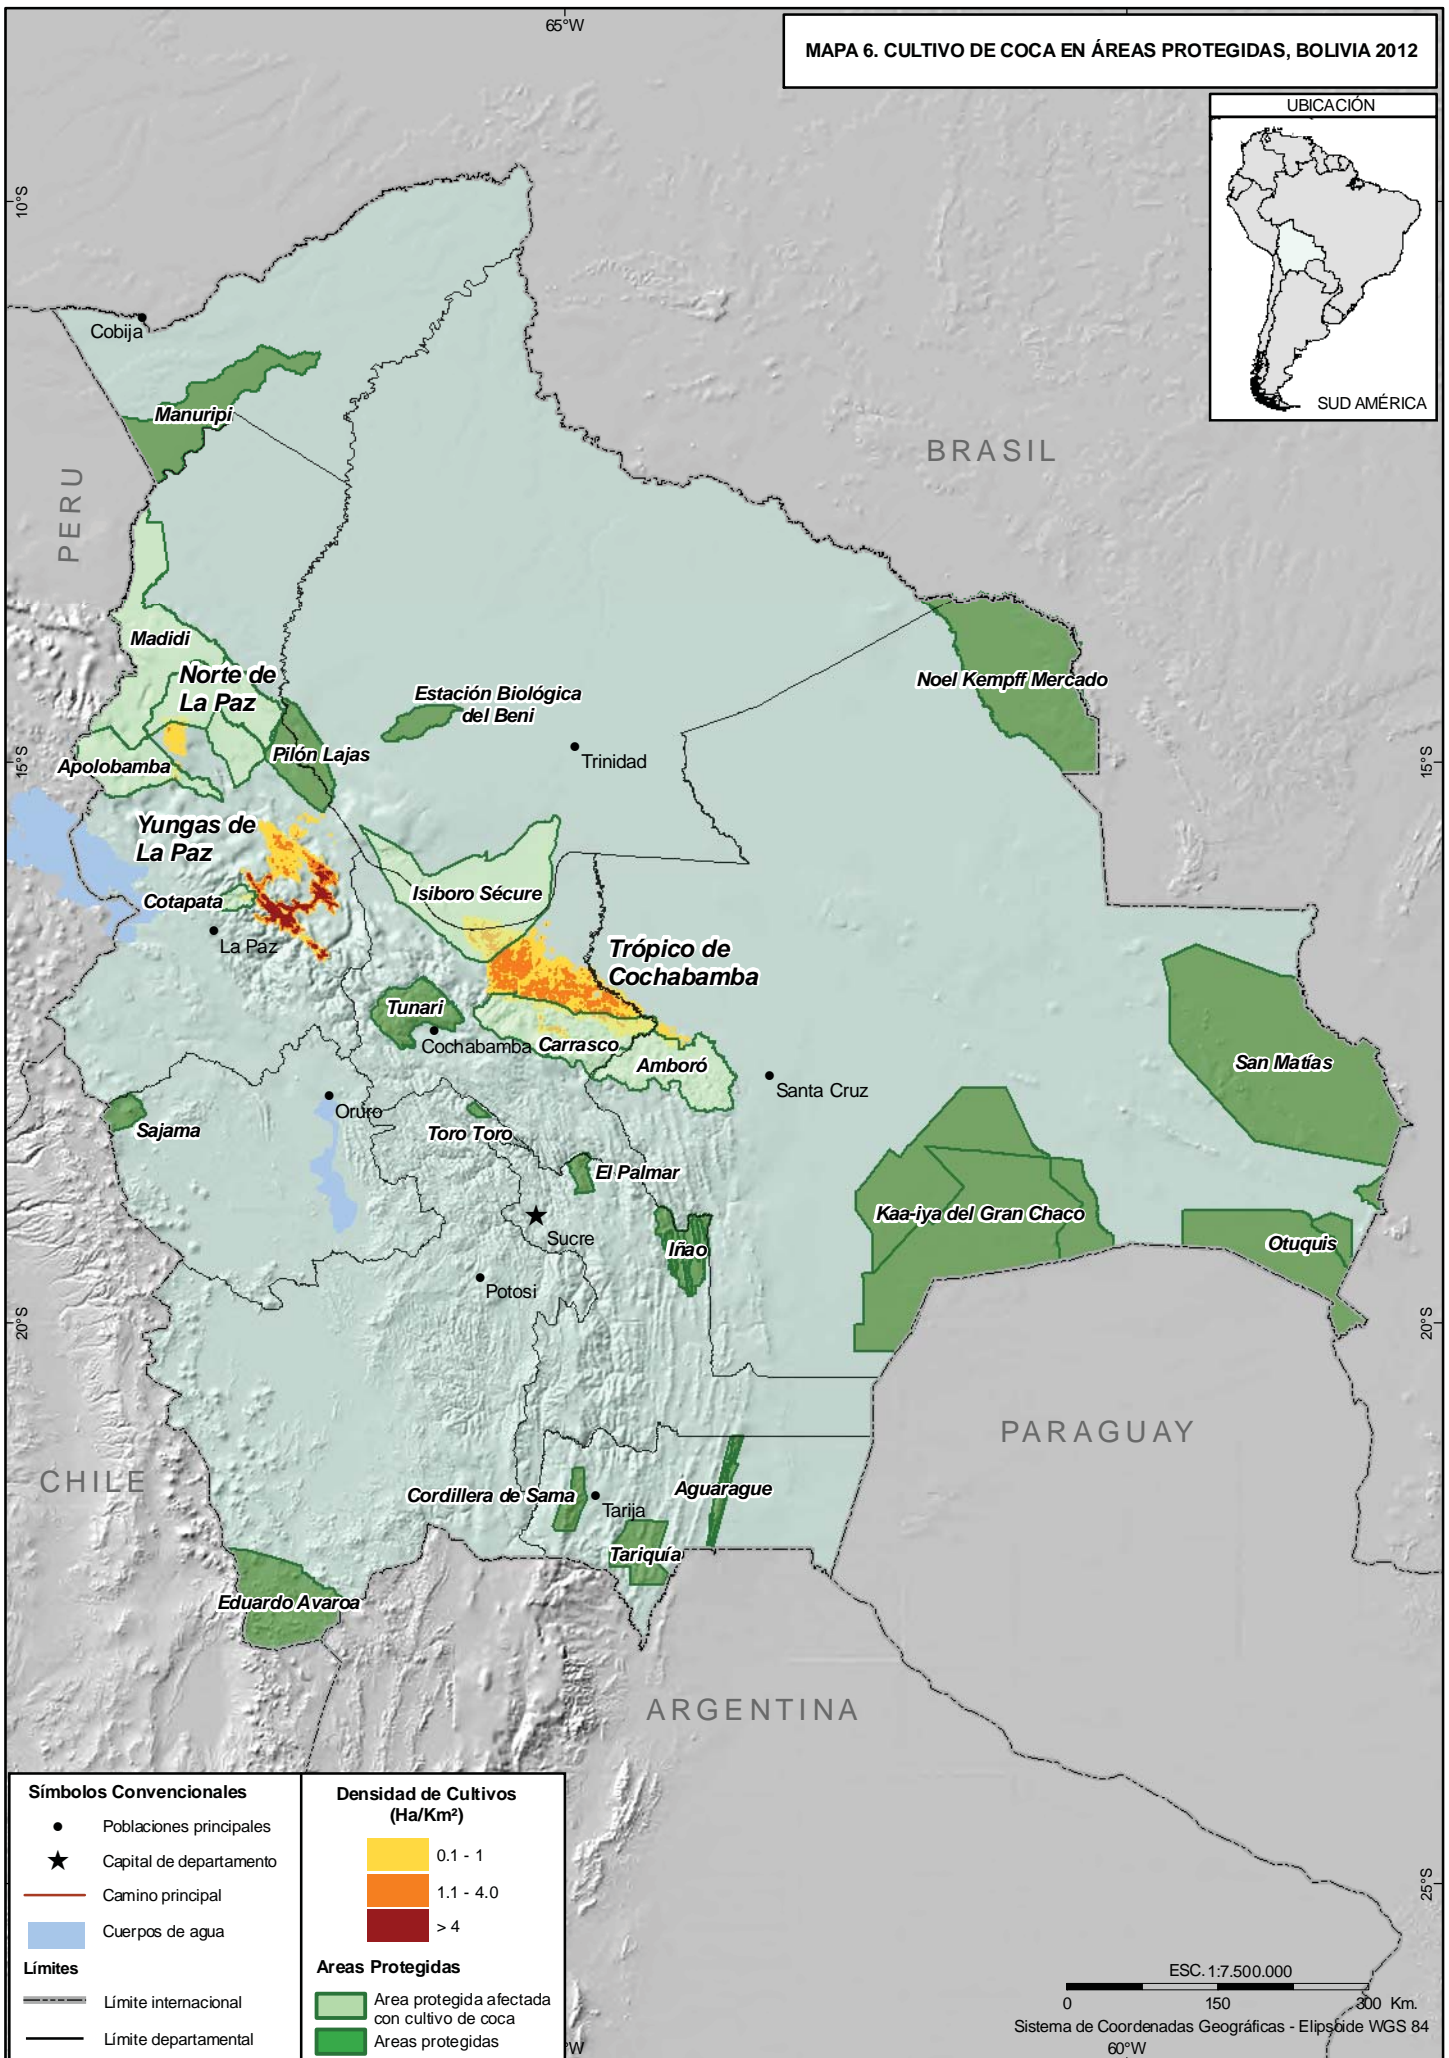 65°W
MAPA 6. CULTIVO DE COCA EN ÁREAS PROTEGIDAS, BOLIVIA 2012
UBICACIÓN
SUD AMÉRICA
10°S
Cobija
Manuripi
BRASIL
PERU
Madidi
Norte de
La Paz
Estación Biológica
del Beni
Noel Kempff Mercado
Trinidad
Pilón Lajas
Apolobamba
15°S
15°S
Yungas de
La Paz
Isiboro Sécure
Cotapata
La Paz
Trópico de
Cochabamba
Tunari
Cochabamba
Carrasco
Amboró
San Matías
Santa Cruz
Oruro
Sajama
Toro Toro
El Palmar
Kaa-iya del Gran Chaco
Sucre
Iñao
Otuquis
Potosi
20°S
20°S
PARAGUAY
CHILE
Cordillera de Sama
Tarija
Aguarague
Tariquía
Eduardo Avaroa
ARGENTINA
25°S
Símbolos Convencionales
Poblaciones principales
Capital de departamento
Camino principal
Cuerpos de agua
Límites
Límite internacional
Límite departamental
Densidad de Cultivos
(Ha/Km²)
0.1 - 1
1.1 - 4.0
> 4
Areas Protegidas
Area protegida afectada
con cultivo de coca
Areas protegidas
°W
ESC. 1:7.500.000
0 150 300 Km.
Sistema de Coordenadas Geográficas - Elipsoide WGS 84
60°W